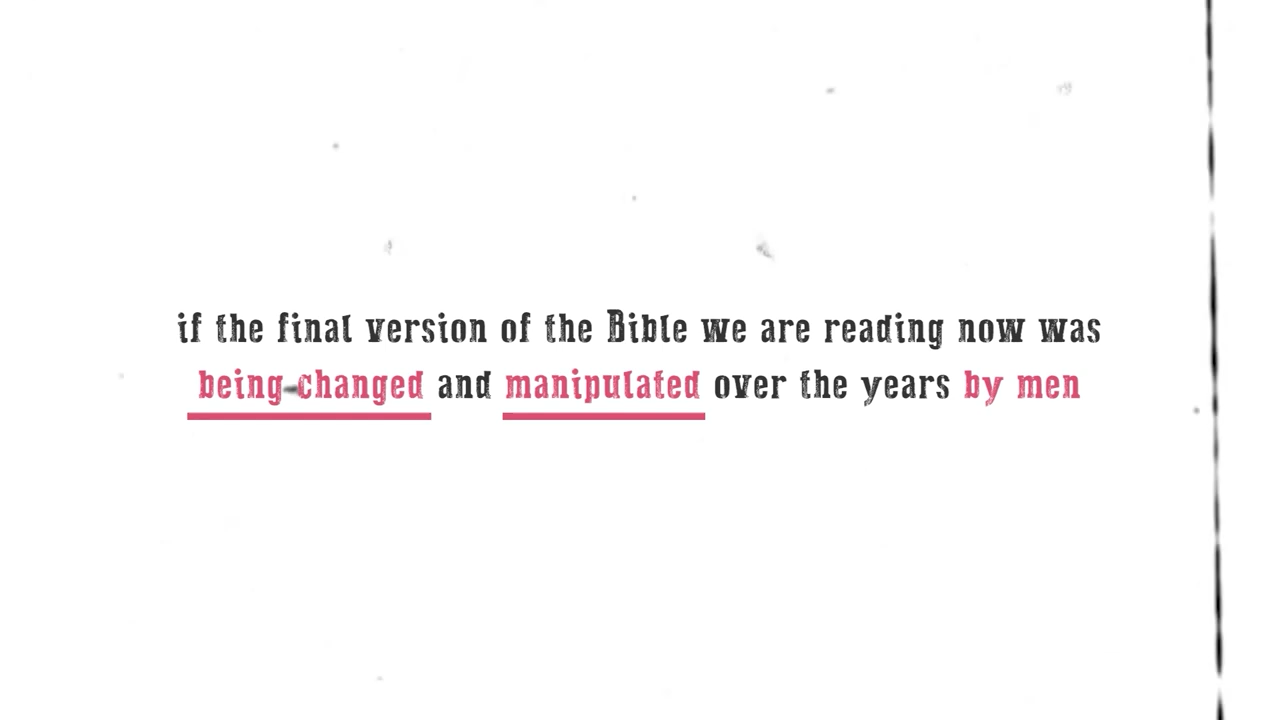 if the final version of the Bible we are reading now was
being changed and manipulated over the years by men